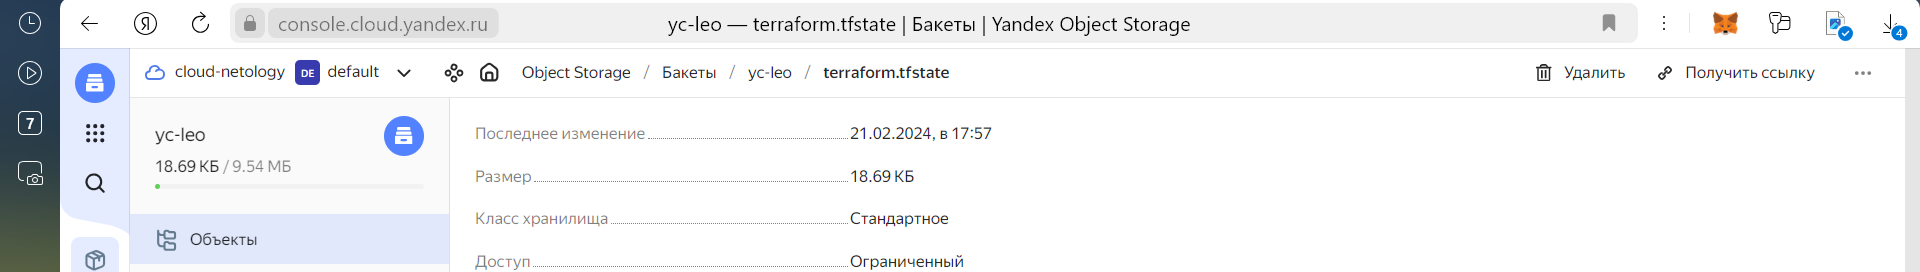 Я console.cloud.yandex.ru yc-leo — terraform.tfstate | Бакеты | Yandex Object Storage 4
cloud-netology DE default Object Storage / Бакеты / yc-leo / terraform.tfstate Удалить Получить ссылку
7
yc-leo
18.69 КБ / 9.54 МБ
Объекты
Последнее изменение 21.02.2024, в 17:57
Размер 18.69 КБ
Класс хранилища Стандартное
Доступ Ограниченный